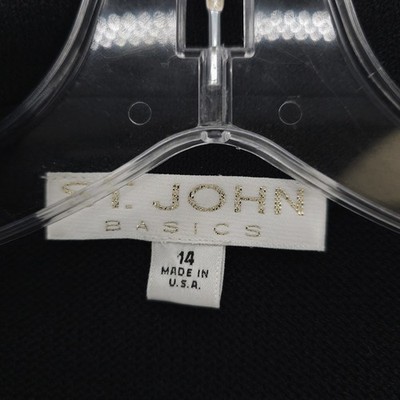 ST. JOHN
BASICS
14
MADE IN
U.S.A.